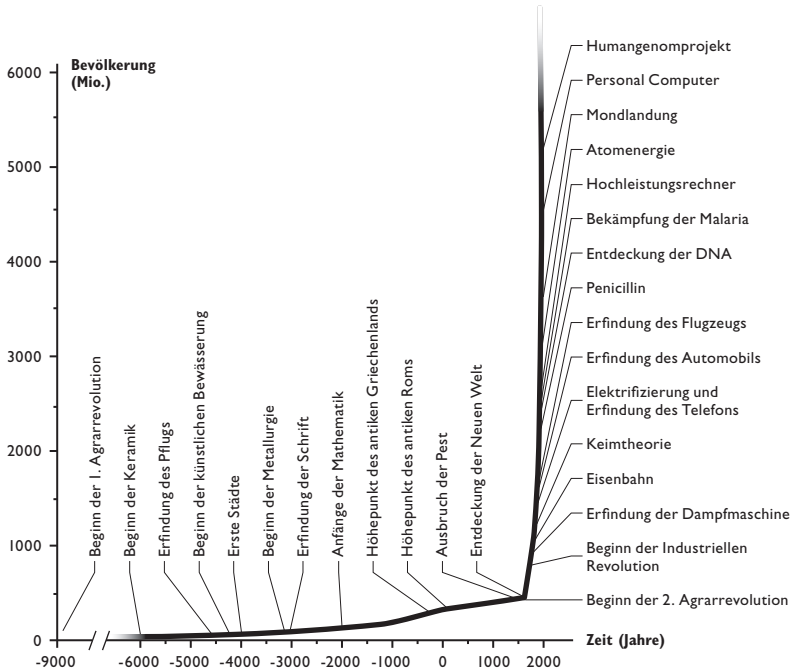 Bevölkerung
(Mio.)
6000
5000
4000
3000
2000
1000
0
Beginn der 1. Agrarrevolution
Beginn der Keramik
Erfindung des Pflugs
Beginn der künstlichen Bewässerung
Erste Städte
Beginn der Metallurgie
Erfindung der Schrift
Anfänge der Mathematik
Höhepunkt des antiken Griechenlands
Höhepunkt des antiken Roms
Ausbruch der Pest
Entdeckung der Neuen Welt
Humangenomprojekt
Personal Computer
Mondlandung
Atomenergie
Hochleistungsrechner
Bekämpfung der Malaria
Entdeckung der DNA
Penicillin
Erfindung des Flugzeugs
Erfindung des Automobils
Elektrifizierung und
Erfindung des Telefons
Keimtheorie
Eisenbahn
Erfindung der Dampfmaschine
Beginn der Industriellen
Revolution
Beginn der 2. Agrarrevolution
Zeit (Jahre)
-9000 -6000 -5000 -4000 -3000 -2000 -1000 0 1000 2000